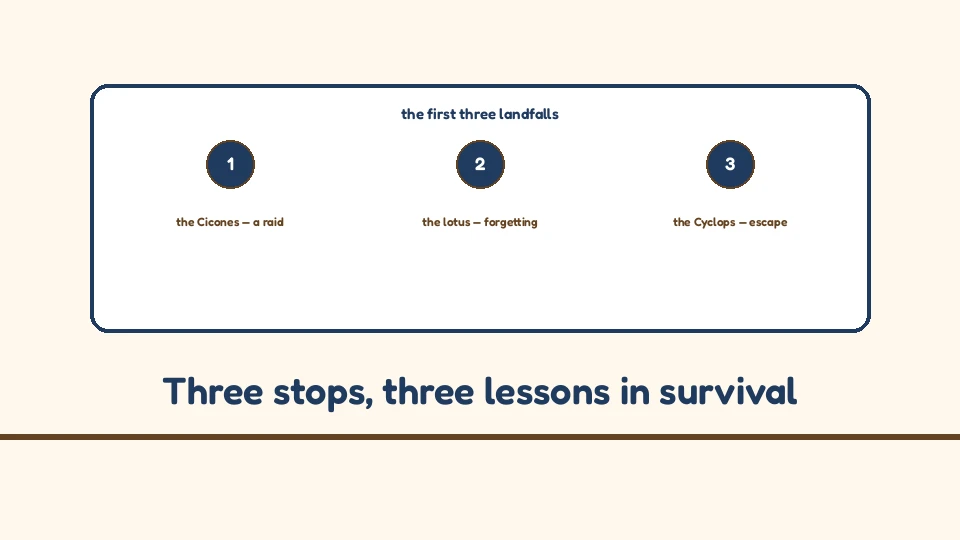 the first three landfalls
1
2
3
the Cicones — a raid
the lotus — forgetting
the Cyclops — escape
Three stops, three lessons in survival